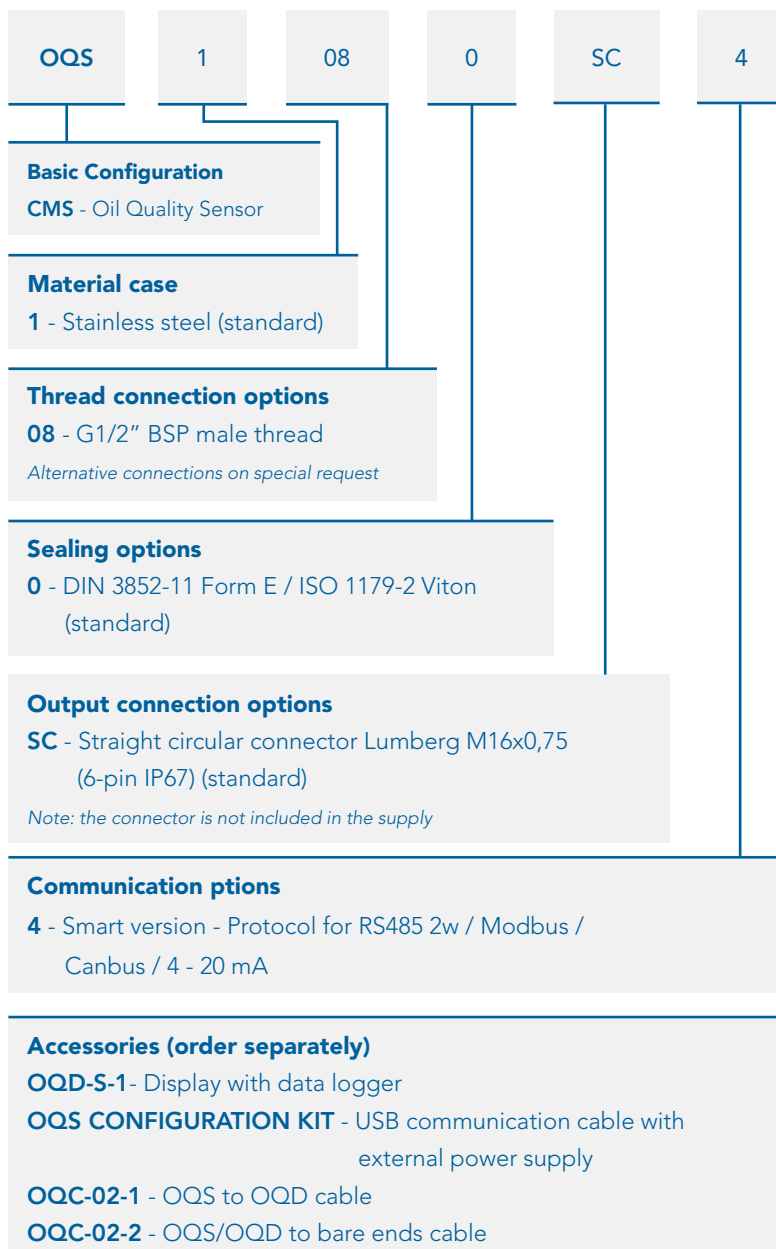 OQS 1 08 0 SC 4
Basic Configuration
CMS - Oil Quality Sensor
Material case
1 - Stainless steel (standard)
Thread connection options
08 - G1/2” BSP male thread
Alternative connections on special request
Sealing options
0 - DIN 3852-11 Form E / ISO 1179-2 Viton
(standard)
Output connection options
SC - Straight circular connector Lumberg M16x0,75
(6-pin IP67) (standard)
Note: the connector is not included in the supply
Communication ptions
4 - Smart version - Protocol for RS485 2w / Modbus /
Canbus / 4 - 20 mA
Accessories (order separately)
OQD-S-1- Display with data logger
OQS CONFIGURATION KIT - USB communication cable with
external power supply
OQC-02-1 - OQS to OQD cable
OQC-02-2 - OQS/OQD to bare ends cable